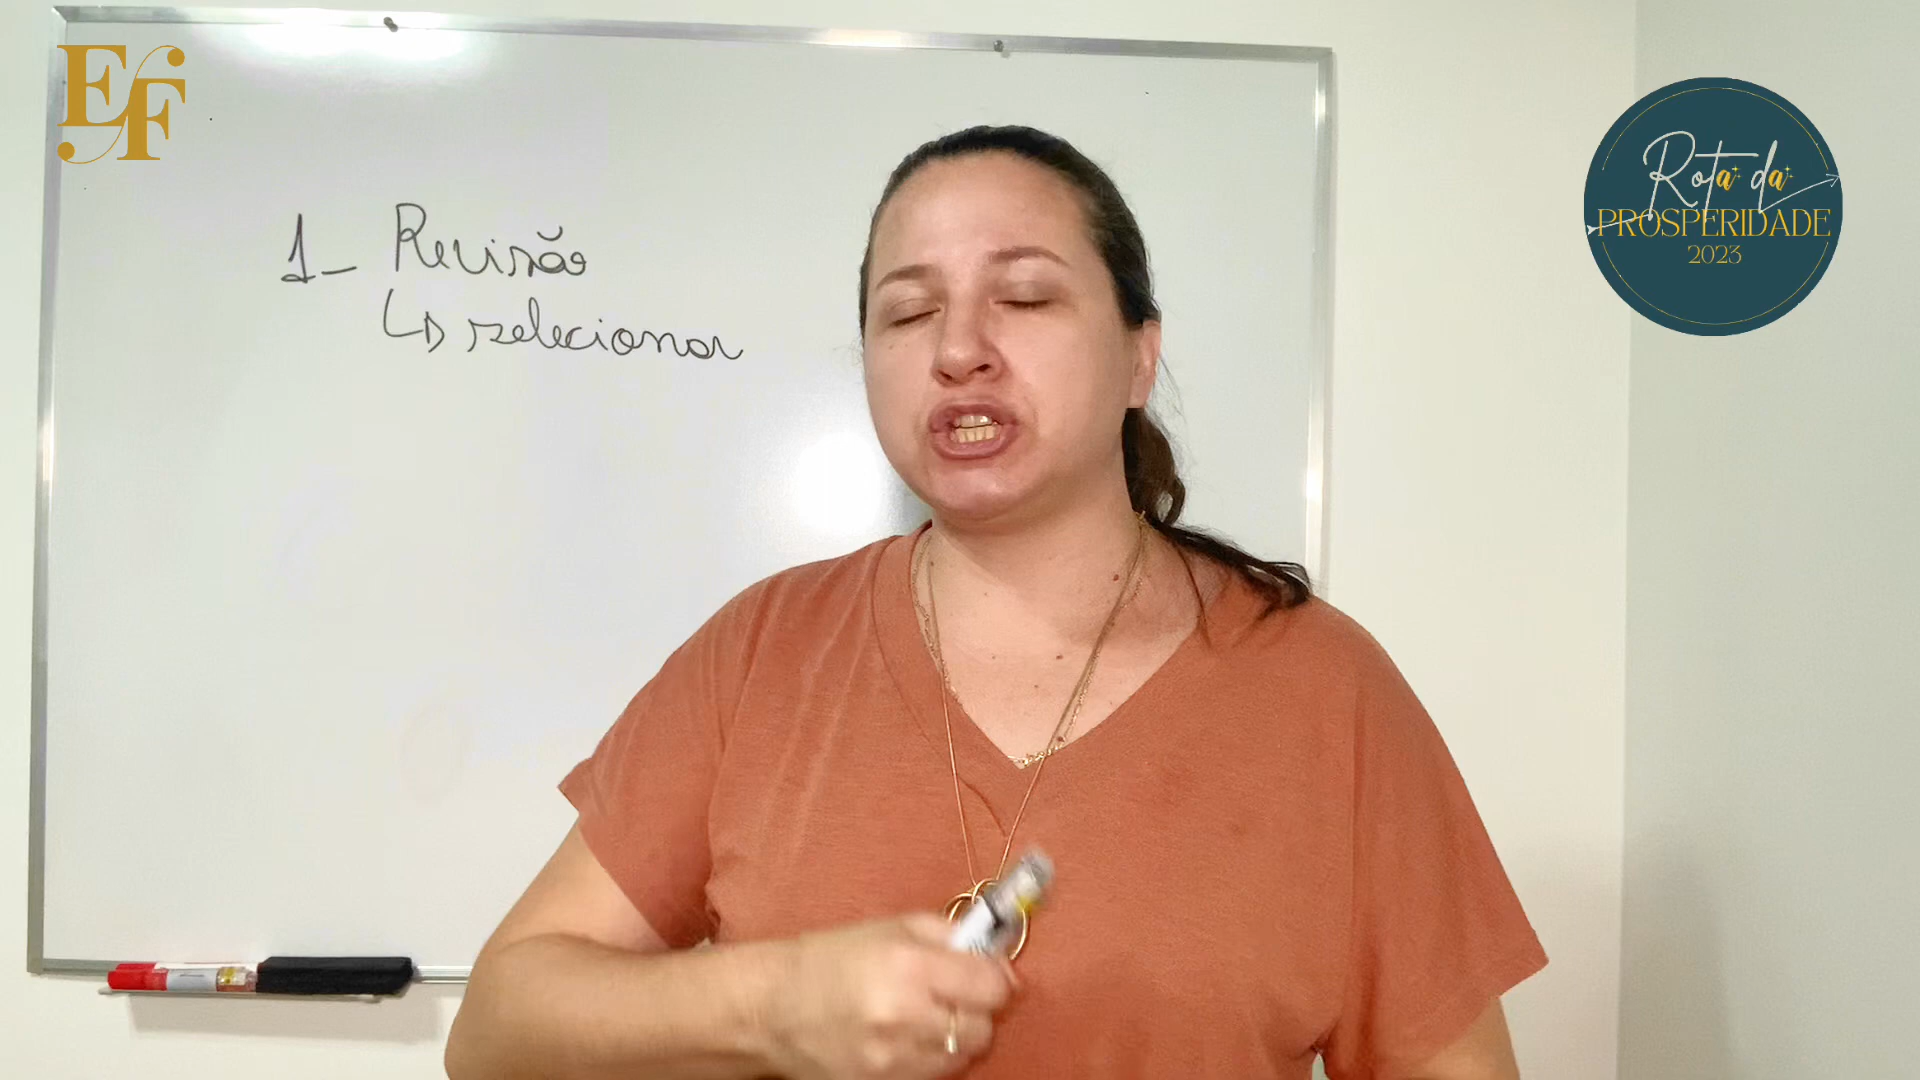 EF
1- Revisão
↳ selecionar
Rota da
PROSPERIDADE
2023